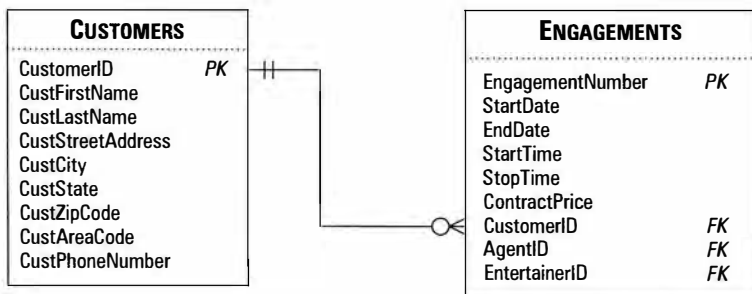 CUSTOMERS
CustomerID PK
CustFirstName
CustLastName
CustStreetAddress
CustCity
CustState
CustZipCode
CustAreaCode
CustPhoneNumber
ENGAGEMENTS
EngagementNumber PK
StartDate
EndDate
StartTime
StopTime
ContractPrice
CustomerID FK
AgentID FK
EntertainerID FK